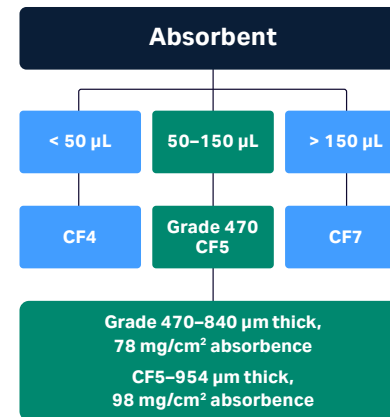 Absorbent
< 50 µL
50–150 µL
> 150 µL
CF4
Grade 470
CF5
CF7
Grade 470–840 µm thick,
78 mg/cm² absorbence
CF5–954 µm thick,
98 mg/cm² absorbence